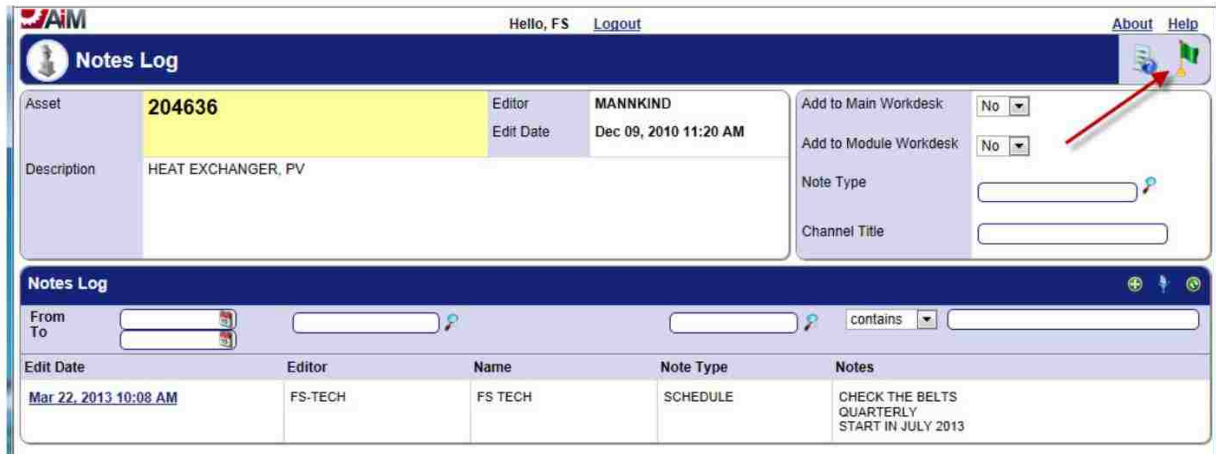 AiM
Hello, FS Logout About Help
Notes Log
Asset 204636 Editor MANNKIND Add to Main Workdesk No
Edit Date Dec 09, 2010 11:20 AM Add to Module Workdesk No
Description HEAT EXCHANGER, PV
Note Type
Channel Title
Notes Log
From
To
contains
Edit Date Editor Name Note Type Notes
Mar 22, 2013 10:08 AM FS-TECH FS TECH SCHEDULE CHECK THE BELTS
QUARTERLY
START IN JULY 2013